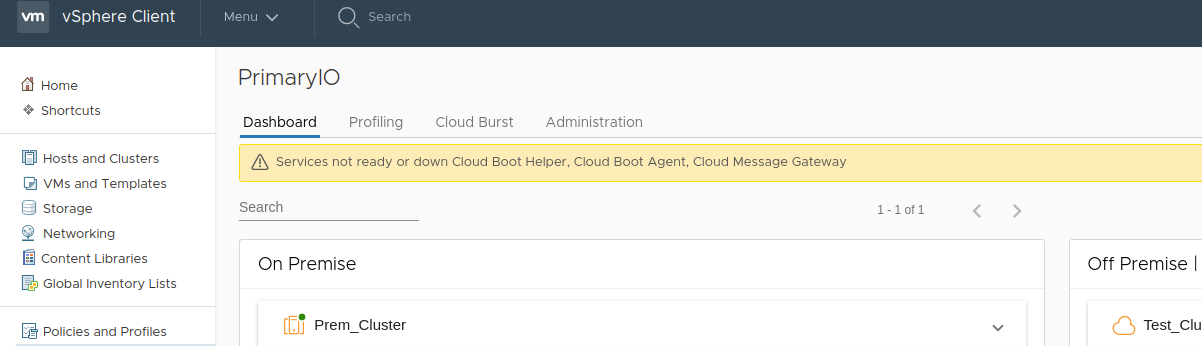 vm vSphere Client Menu Search
Home
Shortcuts
Hosts and Clusters
VMs and Templates
Storage
Networking
Content Libraries
Global Inventory Lists
Policies and Profiles
PrimaryIO
Dashboard Profiling Cloud Burst Administration
Services not ready or down Cloud Boot Helper, Cloud Boot Agent, Cloud Message Gateway
Search 1 - 1 of 1
On Premise
Prem_Cluster
Off Premise |
Test_Clu